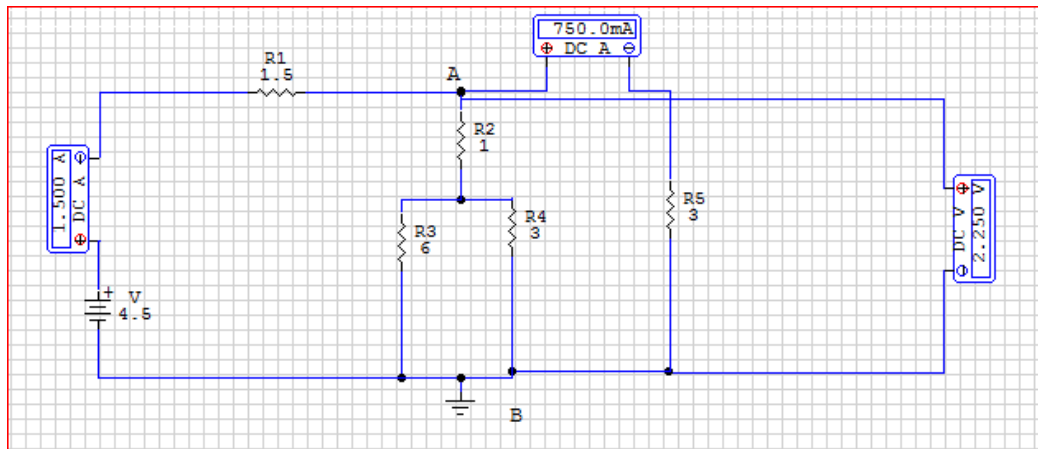 750.0mA
DC A
R1
1.5
A
R2
1
1.500 A
DC A
R5
3
DC V
2.250 V
R4
3
R3
6
+ V
4.5
B